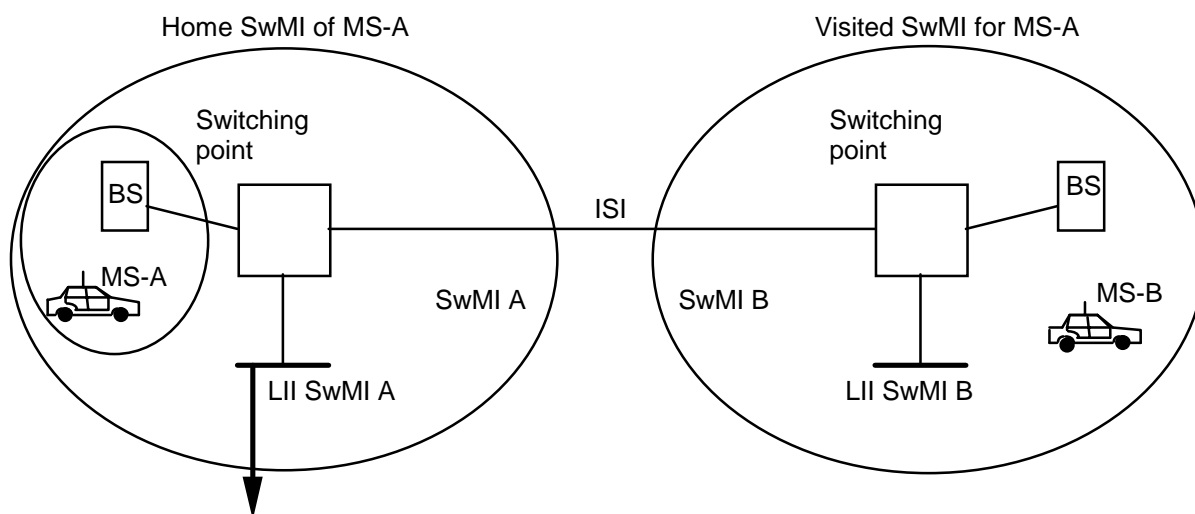 Home SwMI of MS-A
Visited SwMI for MS-A
Switching
point
Switching
point
BS
BS
ISI
MS-A
SwMI A
SwMI B
MS-B
LII SwMI A
LII SwMI B